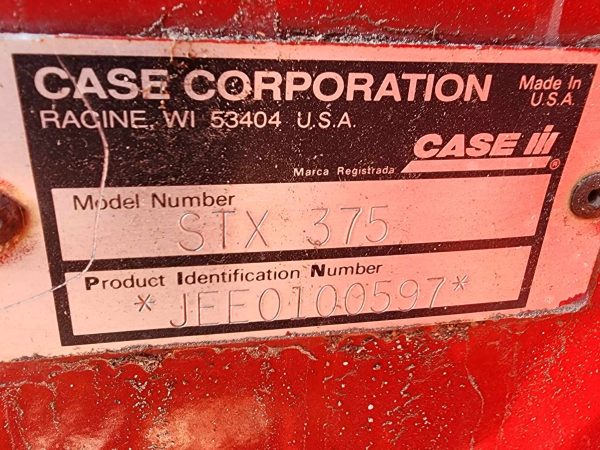 CASE CORPORATION
Made In
U.S.A.
RACINE, WI 53404 U.S.A.
CASE IH
®
Marca Registrada
Model Number
STX 375
Product Identification Number
*JEE0100597*